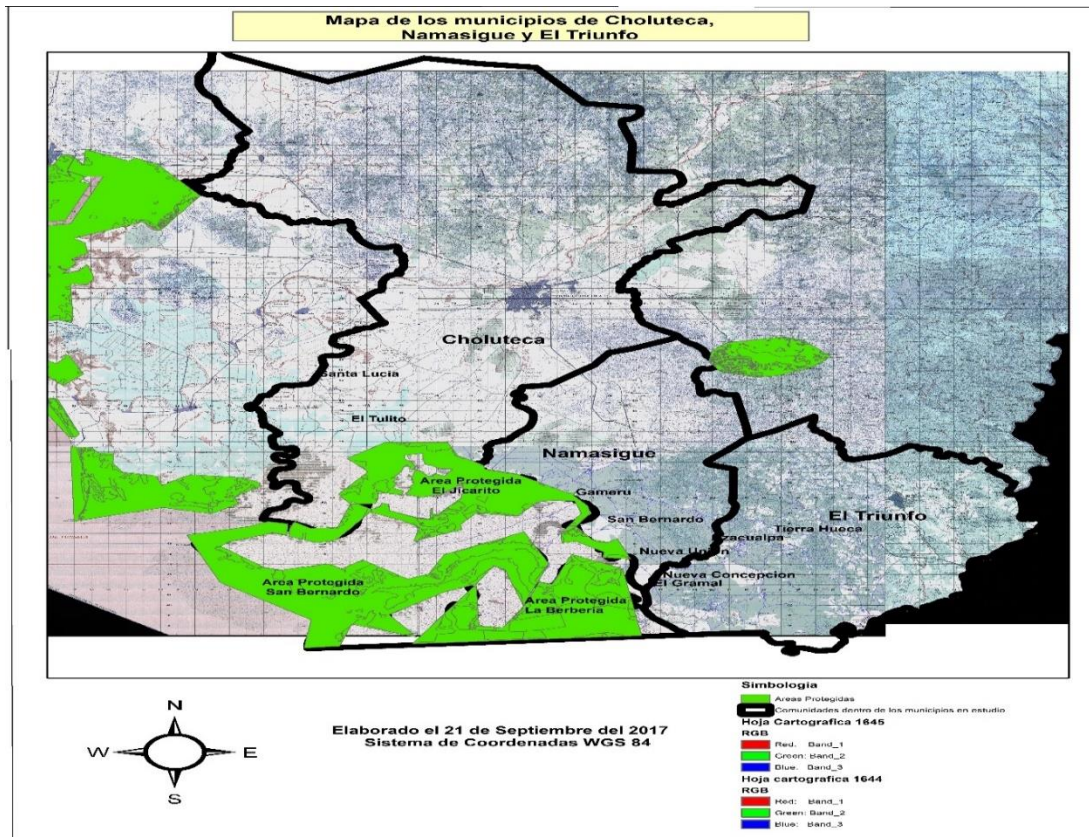 Mapa de los municipios de Choluteca,
Namasigue y El Triunfo
Choluteca
Santa Lucia
El Tulito
Namasigue
Area Protegida
El Jicarito
Gameru
San Bernardo
El Triunfo
Tierra Hueca
Izacualpa
Nueva Union
Nueva Concepcion
El Gramal
Area Protegida
San Bernardo
Area Protegida
La Berberia
N
W
E
S
Elaborado el 21 de Septiembre del 2017
Sistema de Coordenadas WGS 84
Simbologia
Areas Protegidas
Comunidades dentro de los municipios en estudio
Hoja Cartografica 1645
RGB
Red: Band_1
Green: Band_2
Blue: Band_3
Hoja cartografica 1644
RGB
Red: Band_1
Green: Band_2
Blue: Band_3